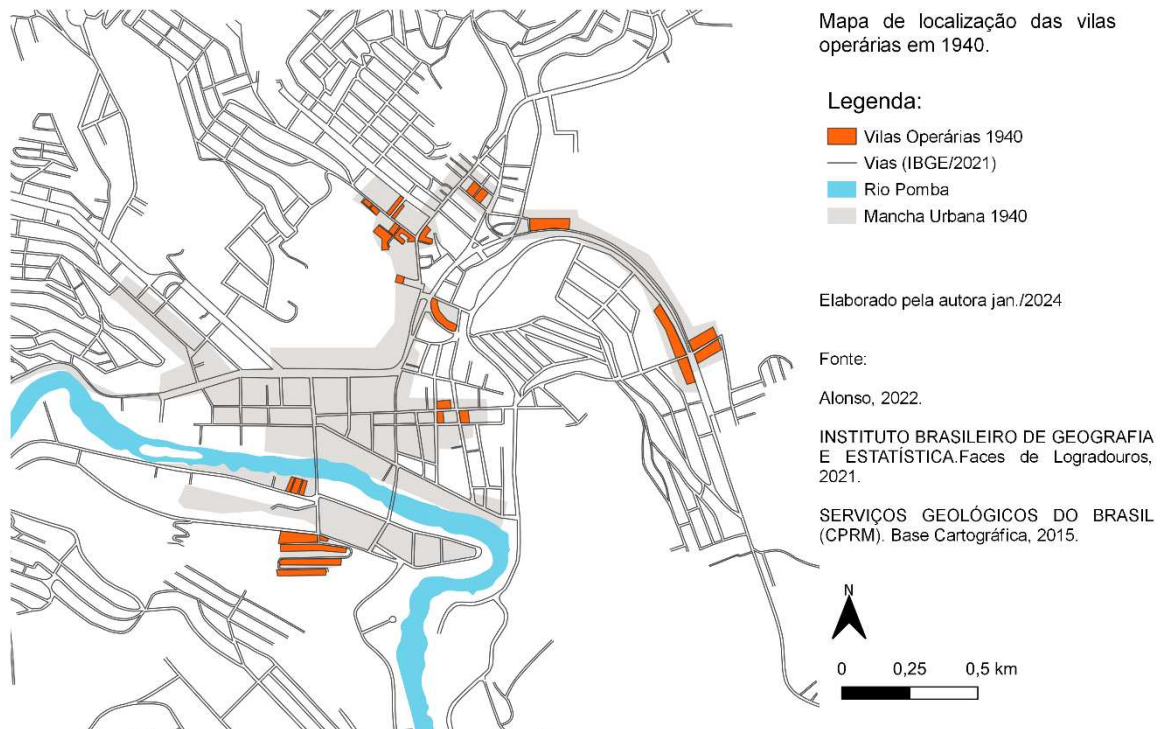 Mapa de localização das vilas
operárias em 1940.
Legenda:
Vilas Operárias 1940
Vias (IBGE/2021)
Rio Pomba
Mancha Urbana 1940
Elaborado pela autora jan./2024
Fonte:
Alonso, 2022.
INSTITUTO BRASILEIRO DE GEOGRAFIA
E ESTATÍSTICA.Faces de Logradouros,
2021.
SERVIÇOS GEOLÓGICOS DO BRASIL
(CPRM). Base Cartográfica, 2015.
N
0 0,25 0,5 km